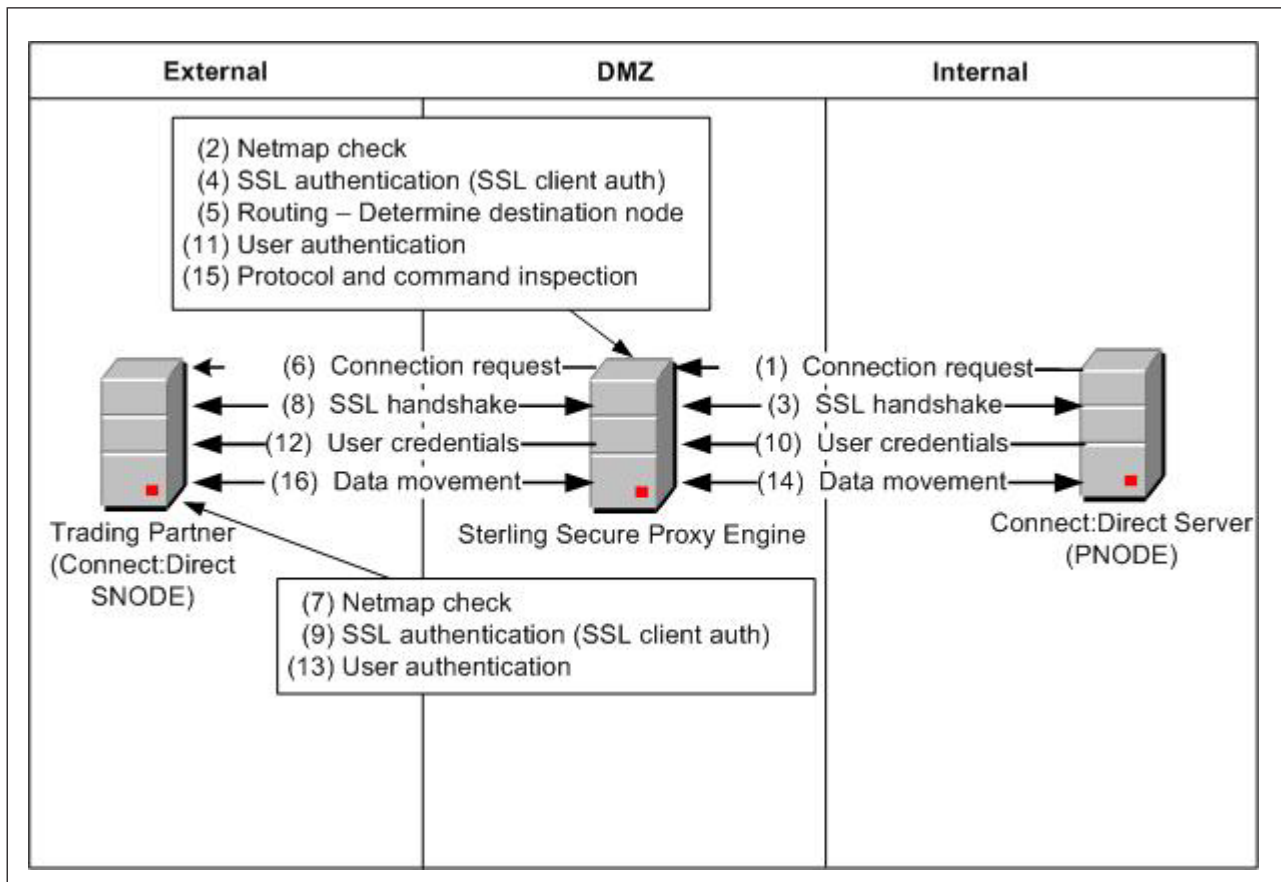 External
DMZ
Internal
(2) Netmap check
(4) SSL authentication (SSL client auth)
(5) Routing – Determine destination node
(11) User authentication
(15) Protocol and command inspection
(6) Connection request
(1) Connection request
(8) SSL handshake
(3) SSL handshake
(12) User credentials
(10) User credentials
(16) Data movement
(14) Data movement
Trading Partner
(Connect:Direct
SNODE)
Sterling Secure Proxy Engine
Connect:Direct Server
(PNODE)
(7) Netmap check
(9) SSL authentication (SSL client auth)
(13) User authentication